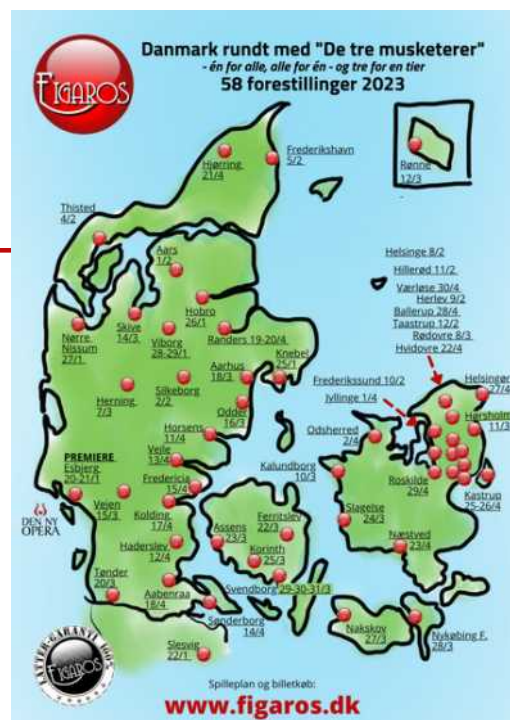 Danmark rundt med "De tre musketerer"
- én for alle, alle for én - og tre for en tier
58 forestillinger 2023
FIGAROS
Hjørring
21/4
Frederikshavn
5/2
Rønne
12/3
Thisted
4/2
Aars
1/2
Helsinge 8/2
Hillerød 11/2
Værløse 30/4
Herlev 9/2
Ballerup 28/4
Taastrup 12/2
Rødovre 8/3
Hvidovre 22/4
Hobro
26/1
Skive
14/3
Nørre
Nissum
27/1
Viborg
28-29/1
Randers 19-20/4
Knebel
25/1
Aarhus
18/3
Frederikssund 10/2
Jyllinge 1/4
Helsingør
27/4
Hørsholm
11/3
Herning
7/3
Silkeborg
2/2
Odder
16/3
Odsherred
2/4
Horsens
11/4
Vejle
13/4
Kalundborg
10/3
PREMIERE
Esbjerg
20-21/1
Fredericia
15/4
Roskilde
29/4
Kastrup
25-26/4
DEN NY
OPERA
Vejen
15/3
Kolding
17/4
Assens
23/3
Ferritslev
22/3
Slagelse
24/3
Næstved
23/4
Haderslev
12/4
Korinth
25/3
Tønder
20/3
Aabenraa
18/4
Svendborg 29-30-31/3
Sønderborg
14/4
Nakskov
27/3
Nykøbing F.
28/3
LATTER-GARANTI 100%
FIGAROS
Slesvig
22/1
Spilleplan og billetkøb:
www.figaros.dk